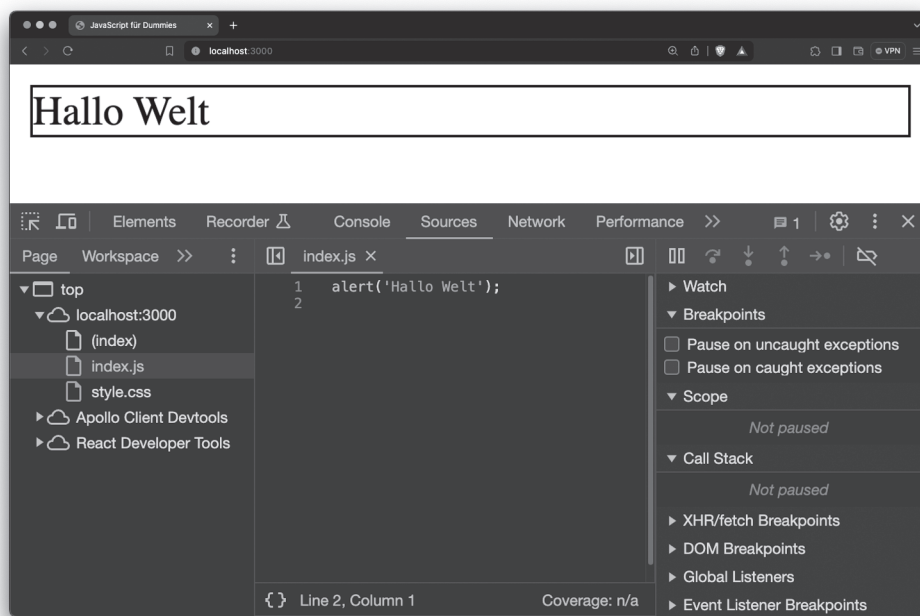 JavaScript für Dummies
localhost:3000
VPN
Hallo Welt
Elements Recorder Console Sources Network Performance 1
Page Workspace index.js
top
localhost:3000
(index)
index.js
style.css
Apollo Client Devtools
React Developer Tools
1 alert('Hallo Welt');
2
{} Line 2, Column 1 Coverage: n/a
Watch
Breakpoints
Pause on uncaught exceptions
Pause on caught exceptions
Scope
Not paused
Call Stack
Not paused
XHR/fetch Breakpoints
DOM Breakpoints
Global Listeners
Event Listener Breakpoints